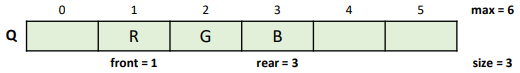 0 1 2 3 4 5 max = 6
Q R G B
front = 1 rear = 3 size = 3